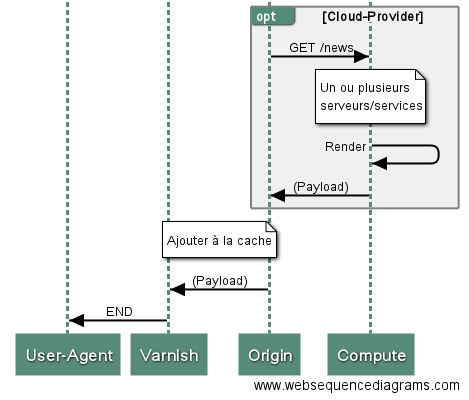 opt [Cloud-Provider]
GET /news
Un ou plusieurs
serveurs/services
Render
(Payload)
Ajouter à la cache
(Payload)
END
User-Agent Varnish Origin Compute
www.websequencediagrams.com